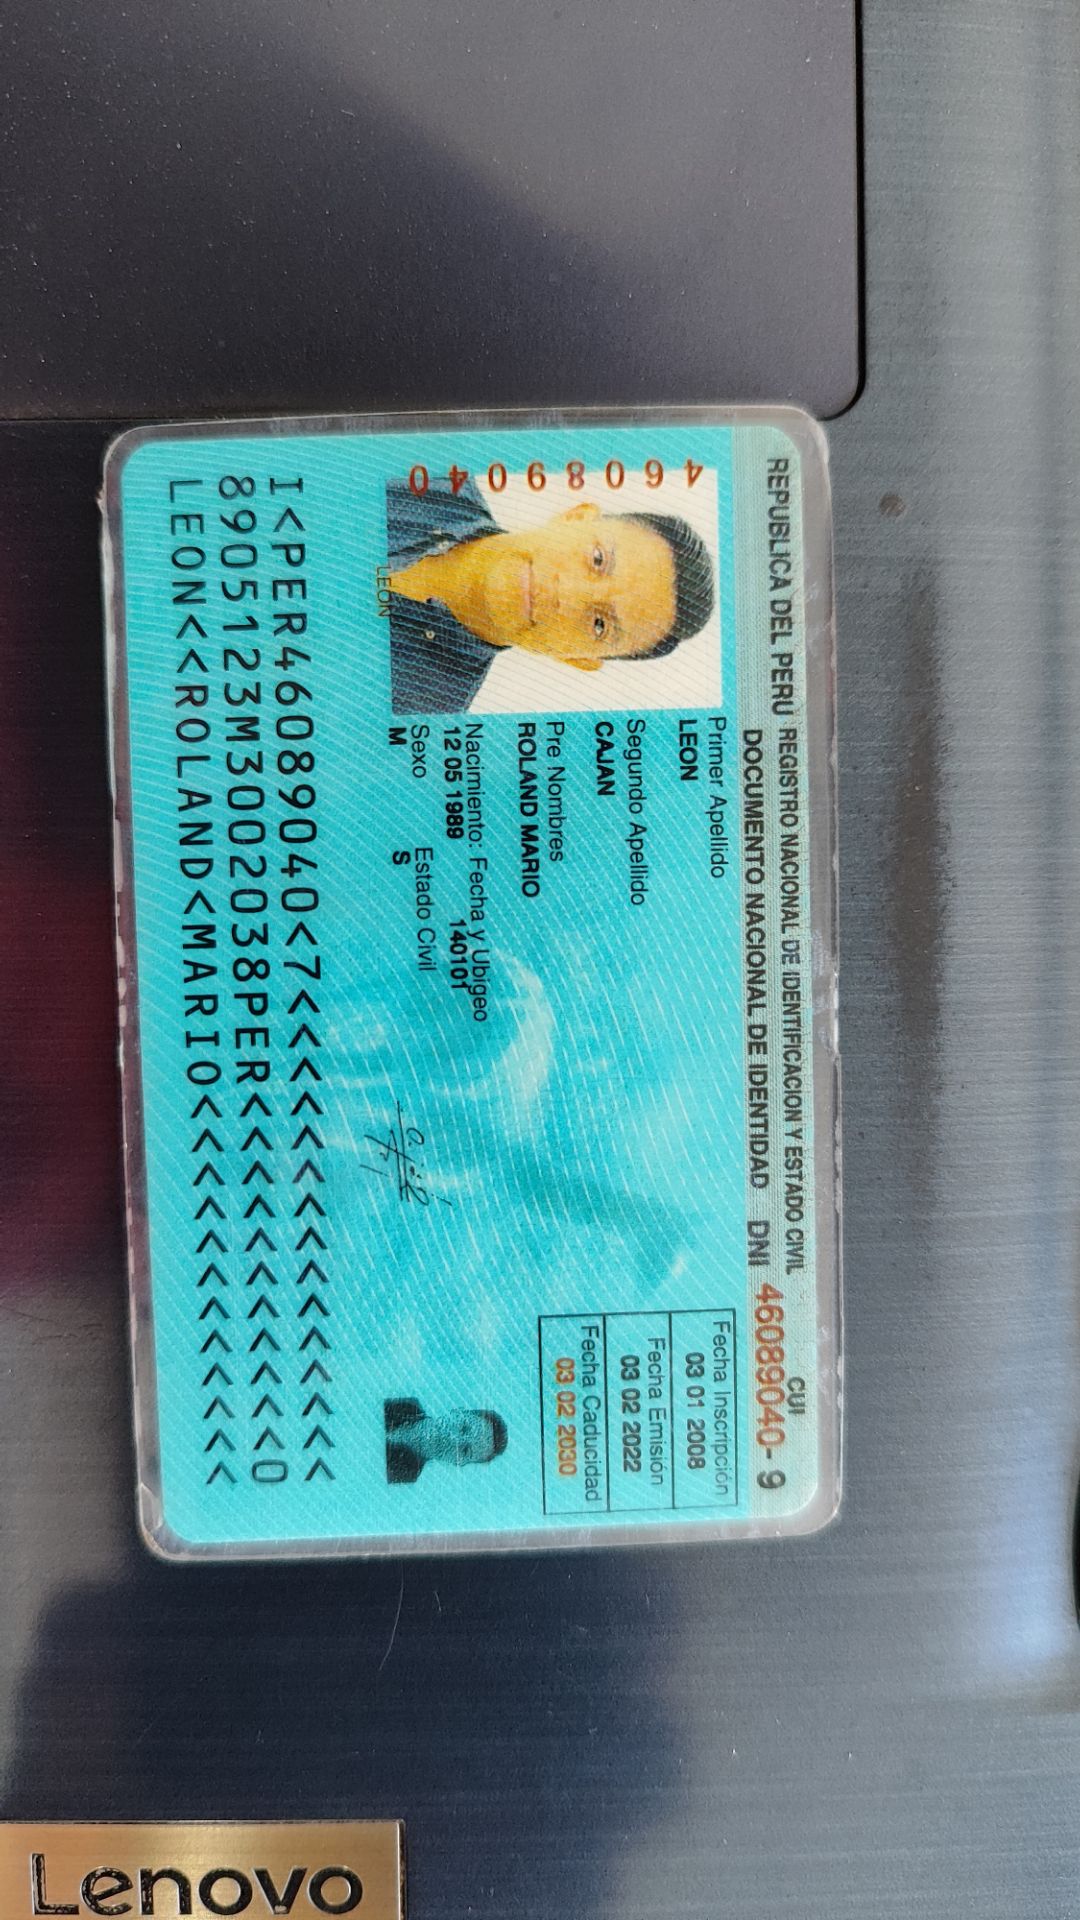 REPUBLICA DEL PERU REGISTRO NACIONAL DE IDENTIFICACION Y ESTADO CIVIL CUI
DOCUMENTO NACIONAL DE IDENTIDAD DNI 46089040 - 9
46089040
LEON
Primer Apellido
LEON
Segundo Apellido
CAJAN
Pre Nombres
ROLAND MARIO
Nacimiento: Fecha y Ubigeo
12 05 1989 140101
Sexo Estado Civil
M S
Fecha Inscripción
03 01 2008
Fecha Emisión
03 02 2022
Fecha Caducidad
03 02 2030
I<PER46089040<7<<<<<<<<<<<<<<<
8905123M3002038PER<<<<<<<<<<<0
LEON<<ROLAND<MARIO<<<<<<<<<<<<
Lenovo